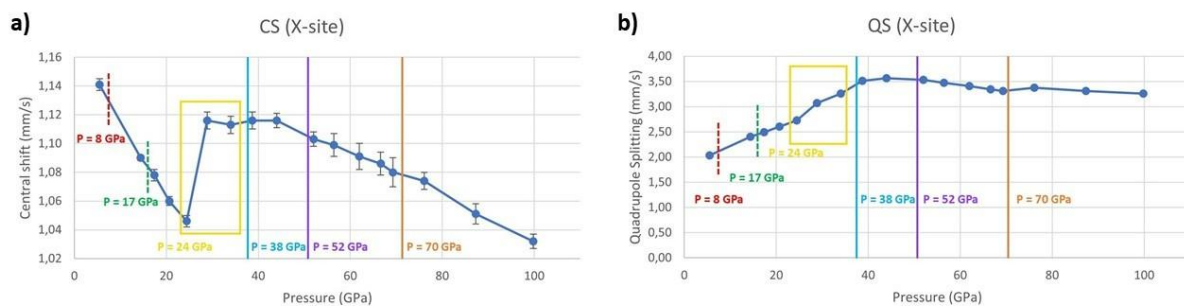 a)
CS (X-site)
Central shift (mm/s)
1,16
1,14
1,12
1,10
1,08
1,06
1,04
1,02
P = 8 GPa
P = 17 GPa
P = 24 GPa
P = 38 GPa
P = 52 GPa
P = 70 GPa
0 20 40 60 80 100
Pressure (GPa)
b)
QS (X-site)
Quadrupole Splitting (mm/s)
4,00
3,50
3,00
2,50
2,00
1,50
1,00
0,50
0,00
P = 24 GPa
P = 17 GPa
P = 8 GPa
P = 38 GPa
P = 52 GPa
P = 70 GPa
0 20 40 60 80 100
Pressure (GPa)